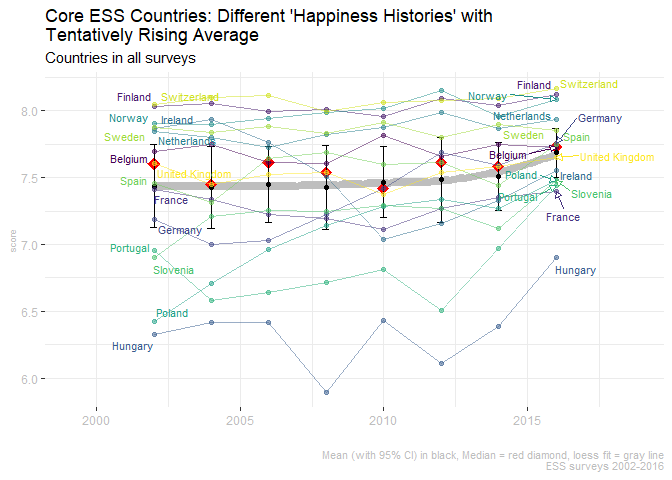 Core ESS Countries: Different 'Happiness Histories' with
Tentatively Rising Average
Countries in all surveys
Finland
Switzerland
Norway
Ireland
Sweden
Netherlands
Belgium
United Kingdom
Spain
France
Germany
Portugal
Slovenia
Poland
Hungary
Finland
Switzerland
Norway
Netherlands
Germany
Sweden
Spain
Belgium
United Kingdom
Poland
Ireland
Portugal
Slovenia
France
Hungary
8.0
7.5
7.0
6.5
6.0
score
2000
2005
2010
2015
Mean (with 95% CI) in black, Median = red diamond, loess fit = gray line
ESS surveys 2002-2016